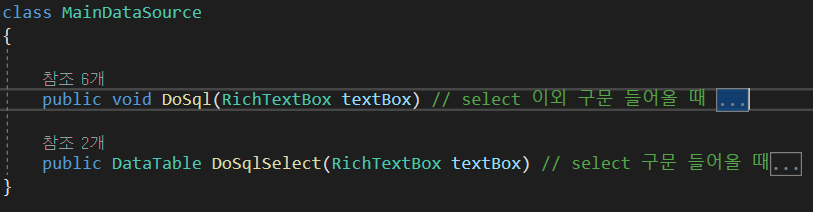 class MainDataSource
{
참조 6개
public void DoSql(RichTextBox textBox) // select 이외 구문 들어올 때 ...
참조 2개
public DataTable DoSqlSelect(RichTextBox textBox) // select 구문 들어올 때...
}